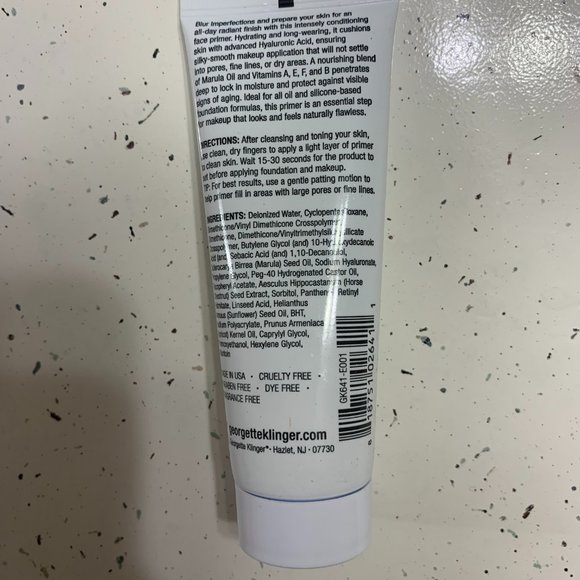 Blur Imperfections and prepare your skin for an
all-day radiant finish with this intensely conditioning
face primer. Hydrating and long-wearing, it cushions
skin with advanced Hyaluronic Acid, ensuring
silky-smooth makeup application that will not settle
into pores, fine lines, or dry areas. A nourishing blend
of Marula Oil and Vitamins A, E, F, and B penetrates
deep to lock in moisture and protect against visible
signs of aging. Ideal for all oil and silicone-based
foundation formulas, this primer is an essential step
for makeup that looks and feels naturally flawless.
DIRECTIONS: After cleansing and toning your skin,
use clean, dry fingers to apply a light layer of primer
to clean skin. Wait 15-30 seconds for the product to
set before applying foundation and makeup.
TIP: For best results, use a gentle patting motion to
help primer fill in areas with large pores or fine lines.
INGREDIENTS: Deionized Water, Cyclopentasiloxane,
Dimethicone/Vinyl Dimethicone Crosspolymer,
Dimethicone, Dimethicone/Vinyltrimethylsiloxysilicate
Crosspolymer, Butylene Glycol (and) 10-Hydroxydecanoic
Acid (and) Sebacic Acid (and) 1,10-Decanediol,
Birrea (Marula) Seed Oil, Sodium Hyaluronate,
Propylene Glycol, Peg-40 Hydrogenated Castor Oil,
Tocopheryl Acetate, Aesculus Hippocastanum (Horse
Chestnut) Seed Extract, Sorbitol, Panthenol, Retinyl
Palmitate, Linseed Acid, Helianthus
Annuus (Sunflower) Seed Oil, BHT,
Sodium Polyacrylate, Prunus Armeniaca
(Apricot) Kernel Oil, Caprylyl Glycol,
Phenoxyethanol, Hexylene Glycol,
MADE IN USA • CRUELTY FREE •
PARABEN FREE • DYE FREE •
FRAGRANCE FREE
GK641-E001
8 18751 02641 1
georgetteklinger.com
Georgette Klinger® • Hazlet, NJ • 07730